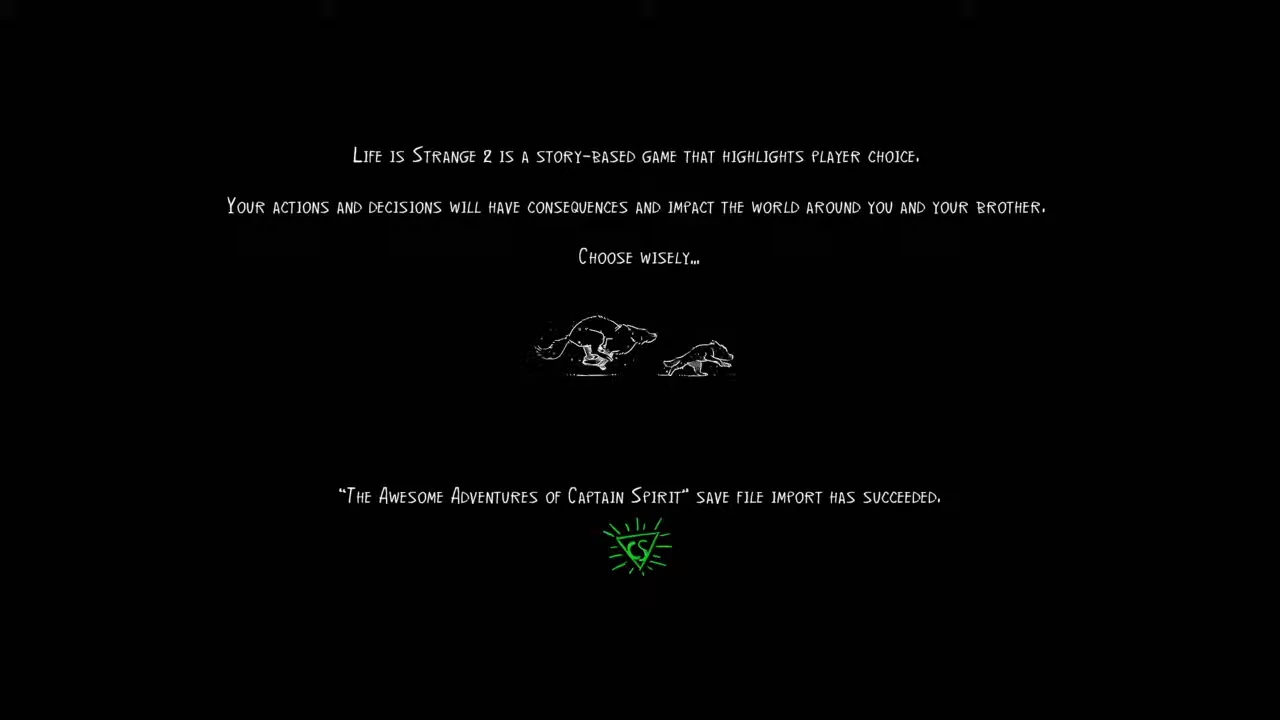 Life is Strange 2 is a story-based game that highlights player choice.
Your actions and decisions will have consequences and impact the world around you and your brother.
Choose wisely...
“The Awesome Adventures of Captain Spirit” save file import has succeeded.
CS